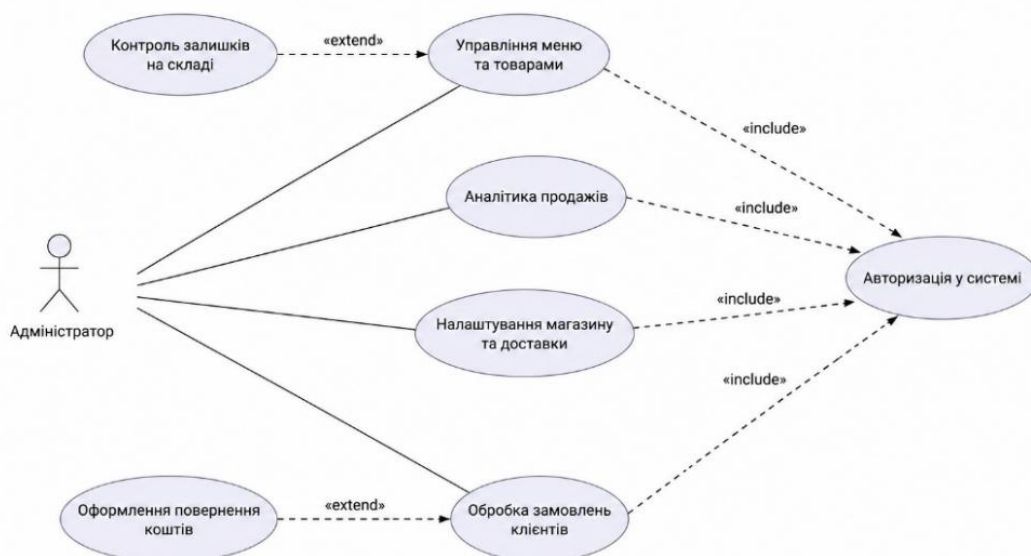 Контроль залишків
на складі
«extend»
Управління меню
та товарами
«include»
Аналітика продажів
«include»
Авторизація у системі
Адміністратор
Налаштування магазину
та доставки
«include»
«include»
Оформлення повернення
коштів
«extend»
Обробка замовлень
клієнтів